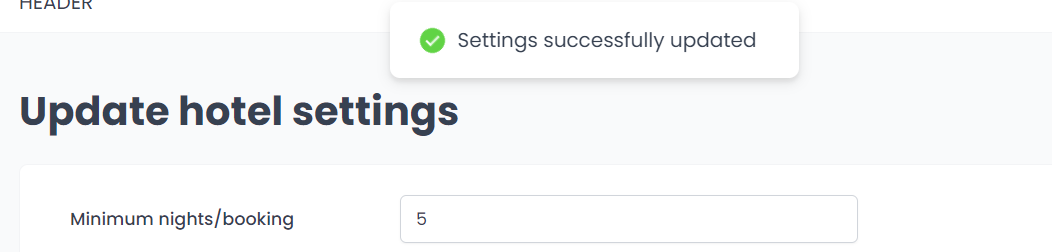 HEADER
Settings successfully updated
Update hotel settings
Minimum nights/booking
5